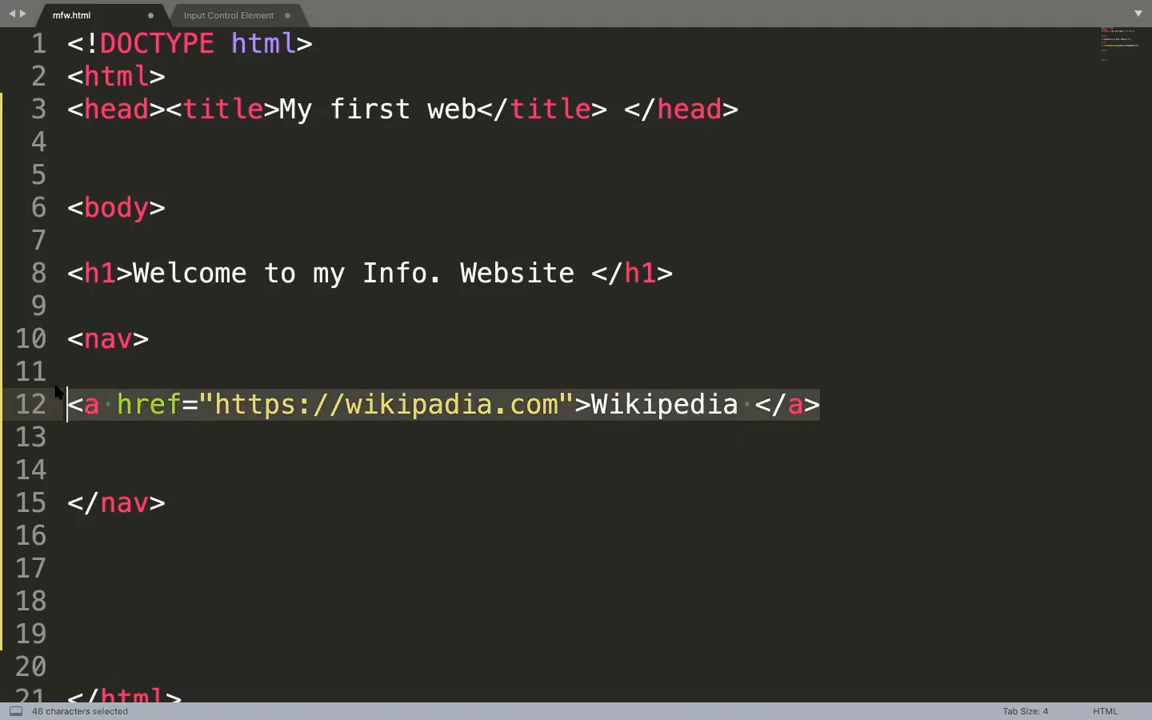 mfw.html
Input Control Element
1 <!DOCTYPE html>
2 <html>
3 <head><title>My first web</title> </head>
4
5
6 <body>
7
8 <h1>Welcome to my Info. Website </h1>
9
10 <nav>
11
12 <a href="https://wikipadia.com">Wikipedia </a>
13
14
15 </nav>
16
17
18
19
20
21 </html>
46 characters selected
Tab Size: 4
HTML